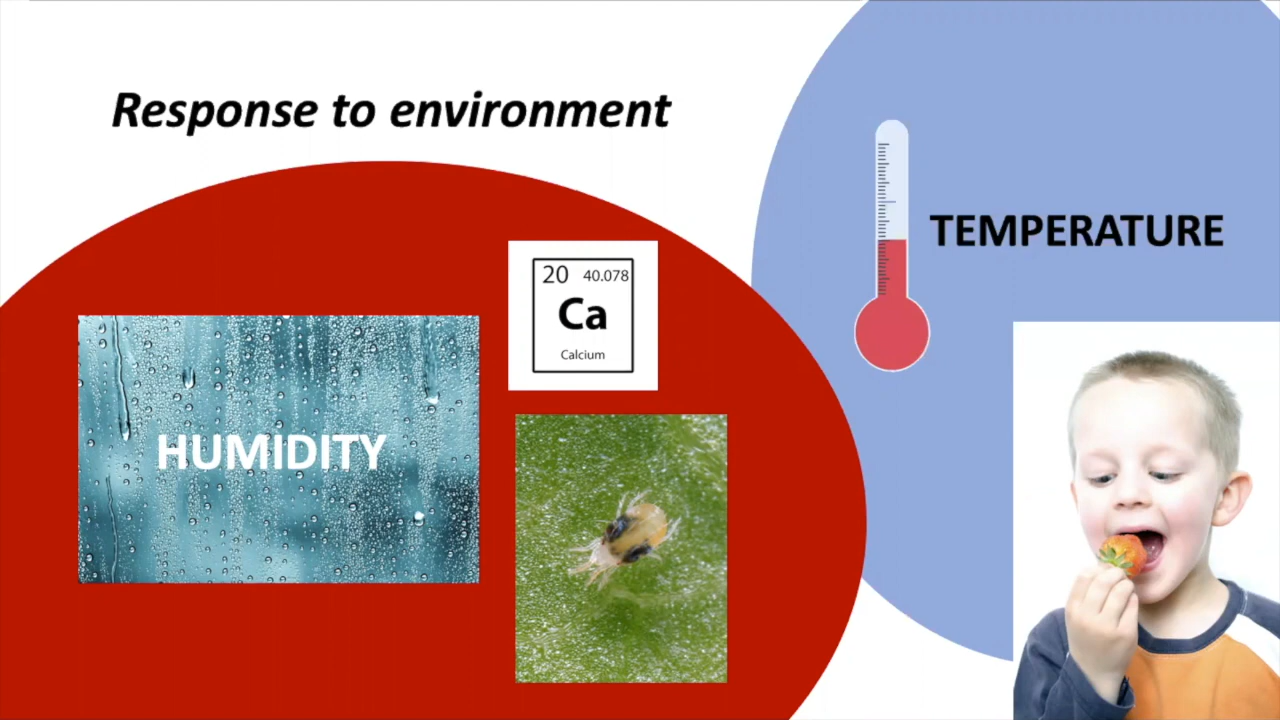 Response to environment
TEMPERATURE
20 40.078
Ca
Calcium
HUMIDITY